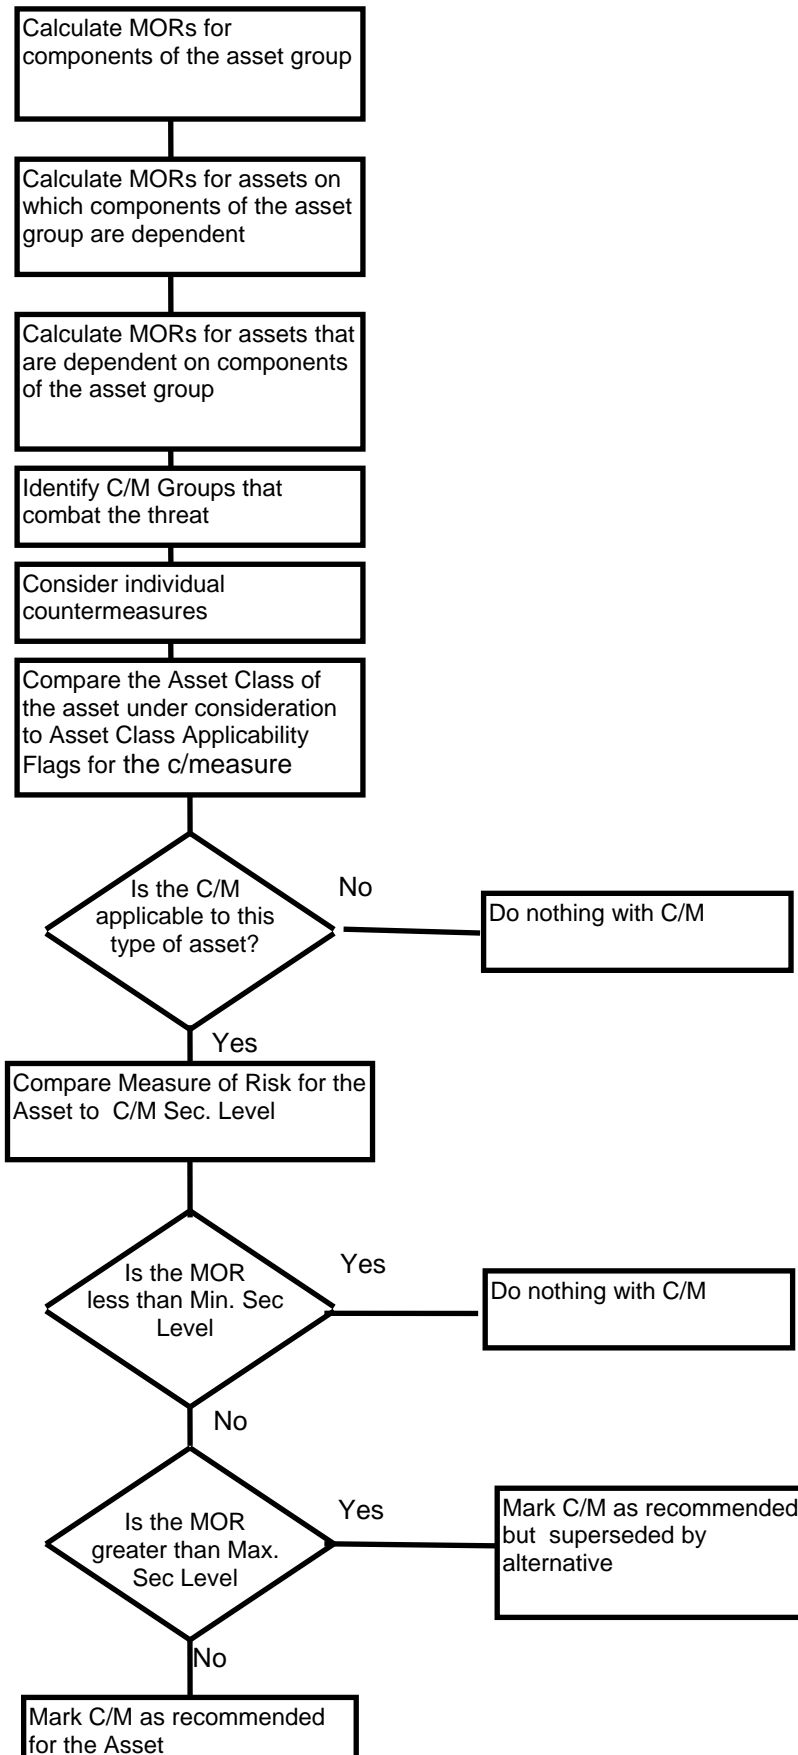 Calculate MORs for
components of the asset group
Calculate MORs for assets on
which components of the asset
group are dependent
Calculate MORs for assets that
are dependent on components
of the asset group
Identify C/M Groups that
combat the threat
Consider individual
countermeasures
Compare the Asset Class of
the asset under consideration
to Asset Class Applicability
Flags for the c/measure
Is the C/M
applicable to this
type of asset?
No
Do nothing with C/M
Yes
Compare Measure of Risk for the
Asset to C/M Sec. Level
Is the MOR
less than Min. Sec
Level
Yes
Do nothing with C/M
No
Is the MOR
greater than Max.
Sec Level
Yes
Mark C/M as recommended
but superseded by
alternative
No
Mark C/M as recommended
for the Asset